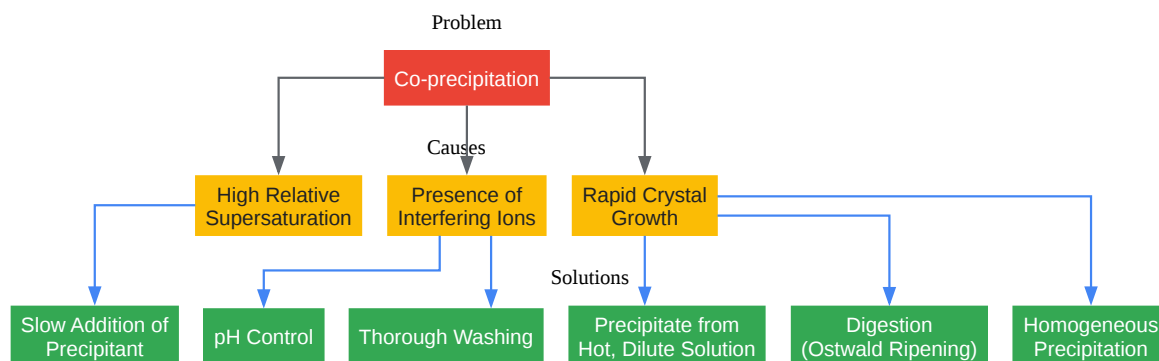 Problem
Co-precipitation
Causes
High Relative
Supersaturation
Presence of
Interfering Ions
Rapid Crystal
Growth
Solutions
Slow Addition of
Precipitant
pH Control
Thorough Washing
Precipitate from
Hot, Dilute Solution
Digestion
(Ostwald Ripening)
Homogeneous
Precipitation